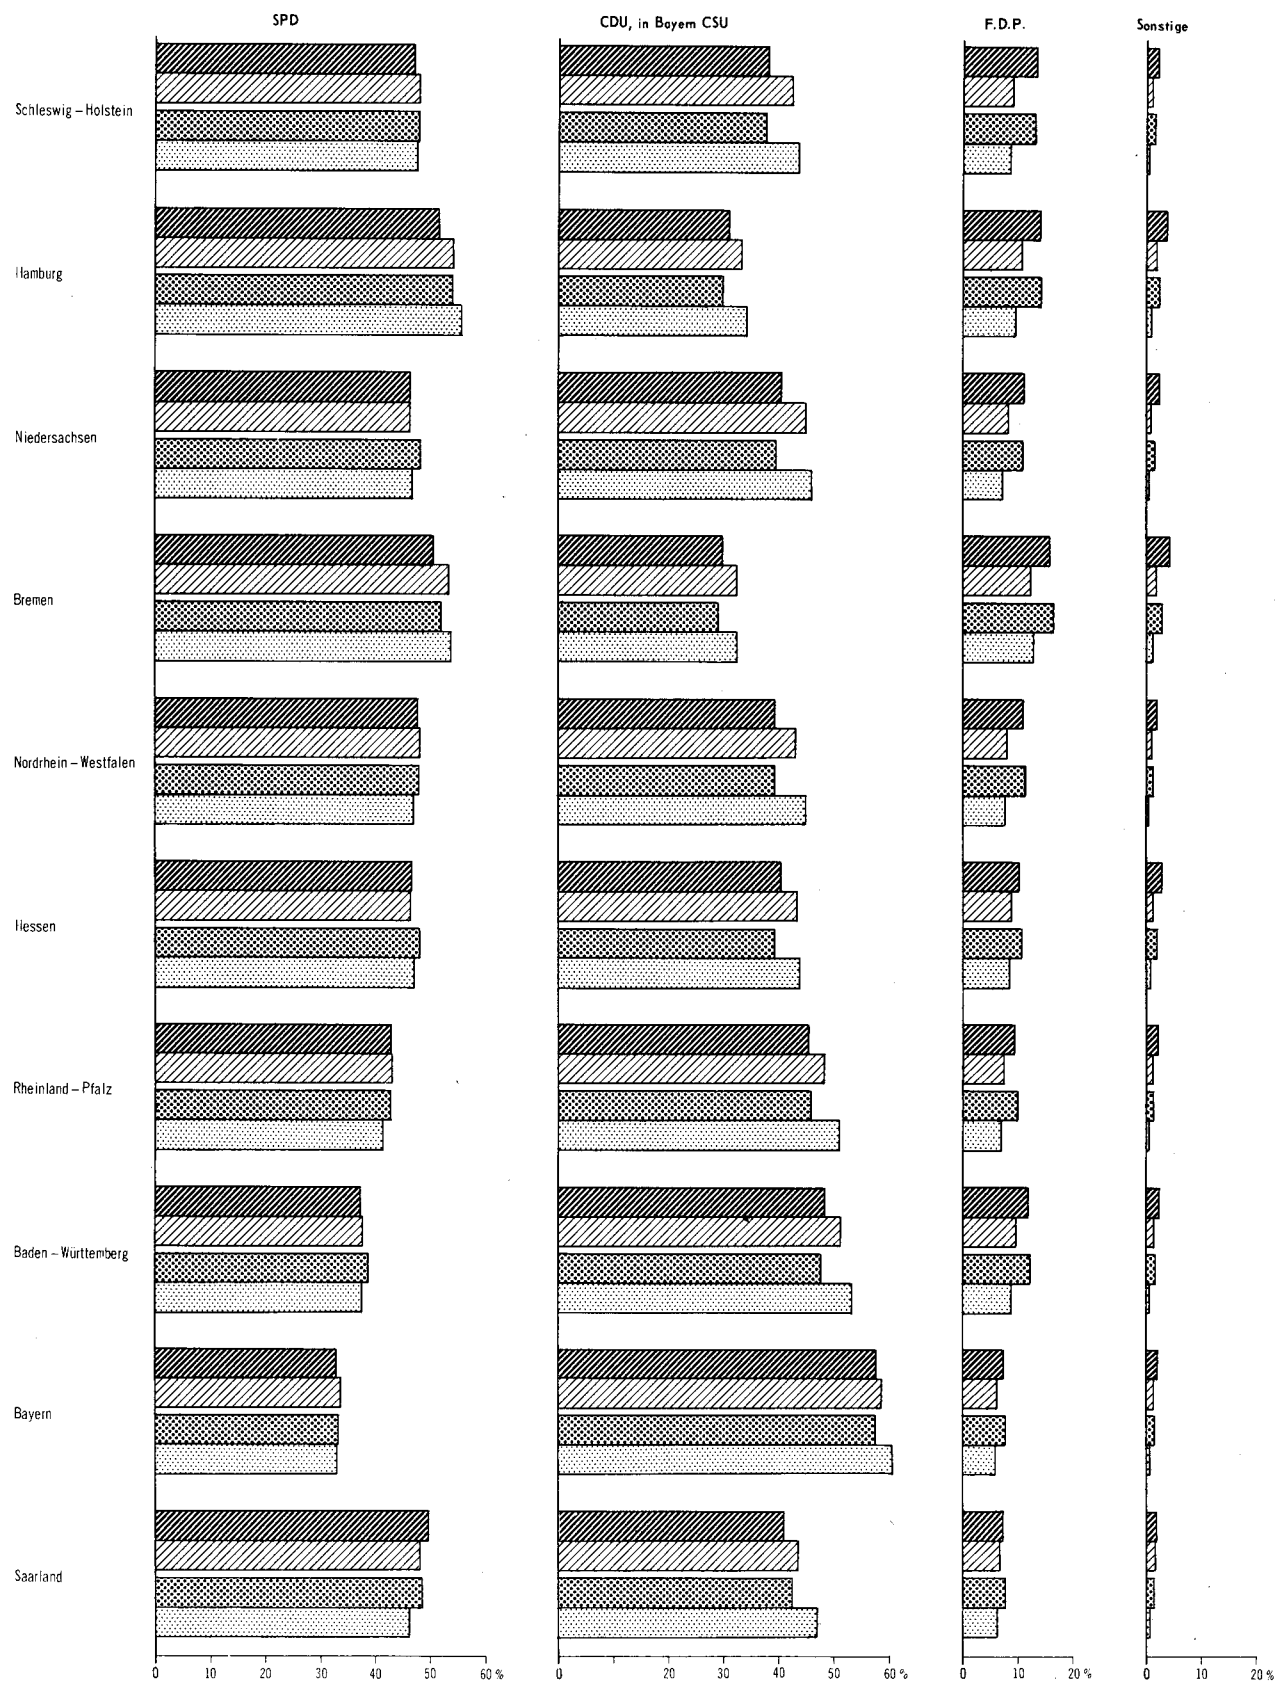 SPD
CDU, in Bayern CSU
F.D.P.
Sonstige
Schleswig – Holstein
Hamburg
Niedersachsen
Bremen
Nordrhein – Westfalen
Hessen
Rheinland – Pfalz
Baden – Württemberg
Bayern
Saarland
0 10 20 30 40 50 60 %
0 10 20 30 40 50 60 %
0 10 20 %
0 10 20 %